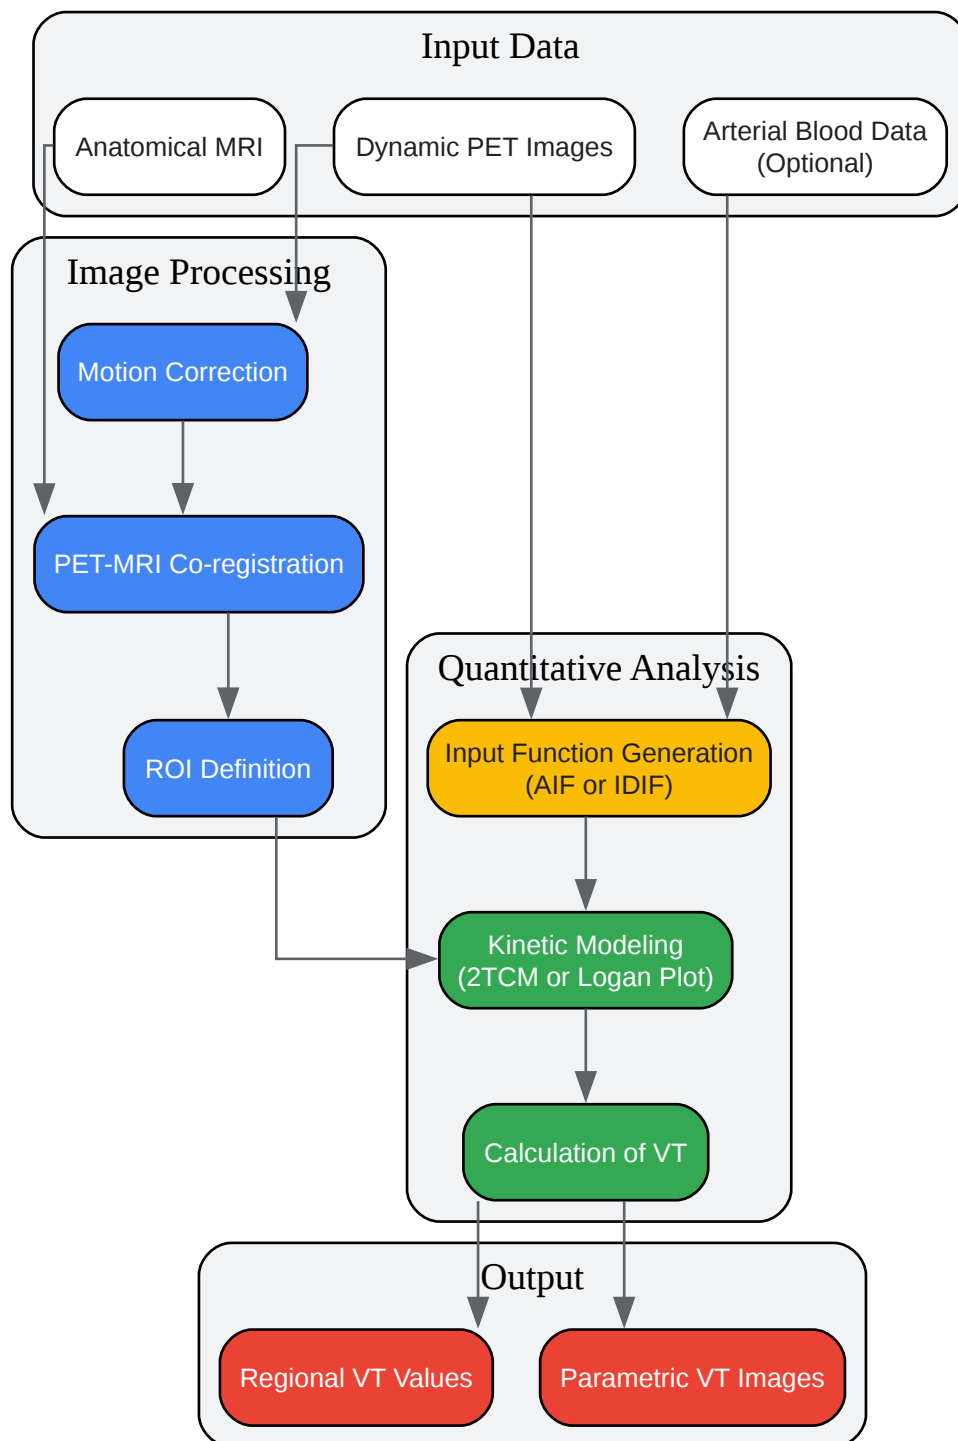 Input Data
Anatomical MRI
Dynamic PET Images
Arterial Blood Data
(Optional)
Image Processing
Motion Correction
PET-MRI Co-registration
ROI Definition
Quantitative Analysis
Input Function Generation
(AIF or IDIF)
Kinetic Modeling
(2TCM or Logan Plot)
Calculation of VT
Output
Regional VT Values
Parametric VT Images